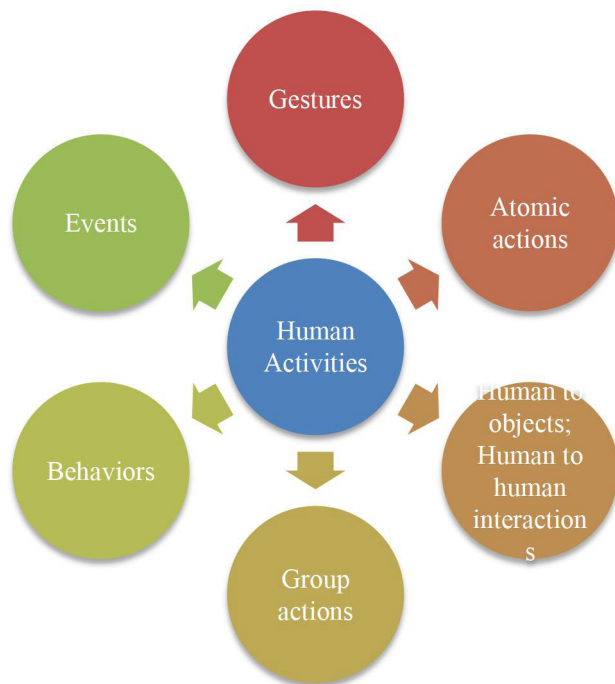 Gestures
Atomic
actions
Human to
objects;
Human to
human
interaction
s
Group
actions
Behaviors
Events
Human
Activities